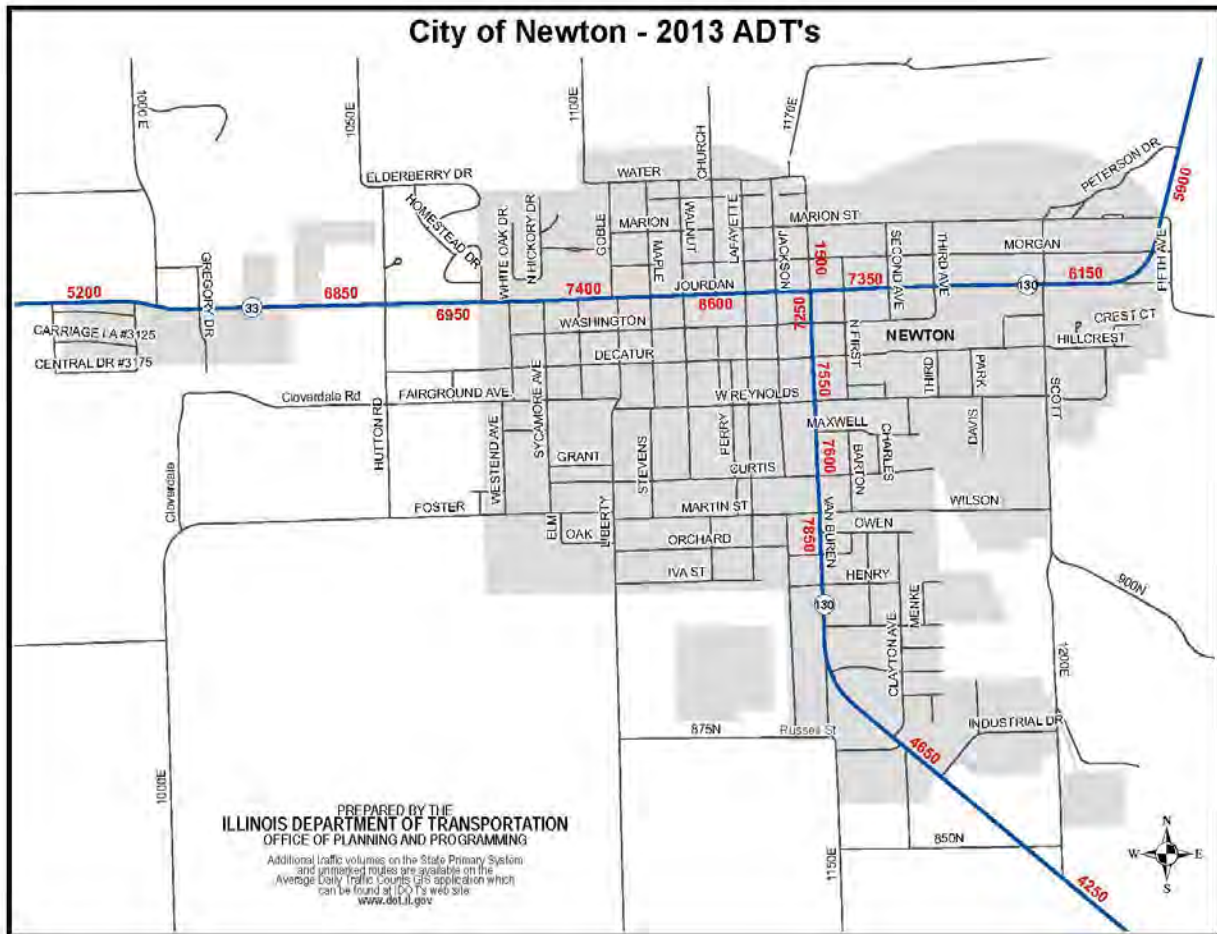 City of Newton - 2013 ADT's
1000 E
1050E
1100E
1170E
CHURCH
PETERSON DR
ELDERBERRY DR
WATER
HOMESTEAD DR
WHITE OAK DR
N HICKORY DR
GOBLE
MARION
MAPLE
WALNUT
LAFAYETTE
JACKSON
MARION ST
1500
SECOND AVE
THIRD AVE
MORGAN
5900
FIFTH AVE
GREGORY DR
5200
33
6850
6950
7400
JOURDAN
8600
7350
130
6150
7250
CARRIAGE LA #3125
CENTRAL DR #3175
WASHINGTON
DECATUR
N FIRST
NEWTON
CREST CT
HILLCREST
P
Cloverdale Rd
FAIRGROUND AVE
W REYNOLDS
7550
THIRD
PARK
SCOTT
HUTTON RD
SYCAMORE AVE
WESTEND AVE
STEVENS
FERRY
MAXWELL
CHARLES
DAVIS
GRANT
CURTIS
7600
BARTON
Cloverdale
FOSTER
ELM
OAK
LIBERTY
MARTIN ST
ORCHARD
IVA ST
7850
VAN BUREN
OWEN
WILSON
HENRY
MENKE
900N
130
CLAYTON AVE
1200E
875N
Russell St
INDUSTRIAL DR
4650
1000E
1150E
850N
4250
PREPARED BY THE
ILLINOIS DEPARTMENT OF TRANSPORTATION
OFFICE OF PLANNING AND PROGRAMMING
Additional traffic volumes on the State Primary System
and unmarked routes are available on the
Average Daily Traffic Counts GIS application which
can be found at IDOT's web site
www.dot.il.gov
N
W E
S